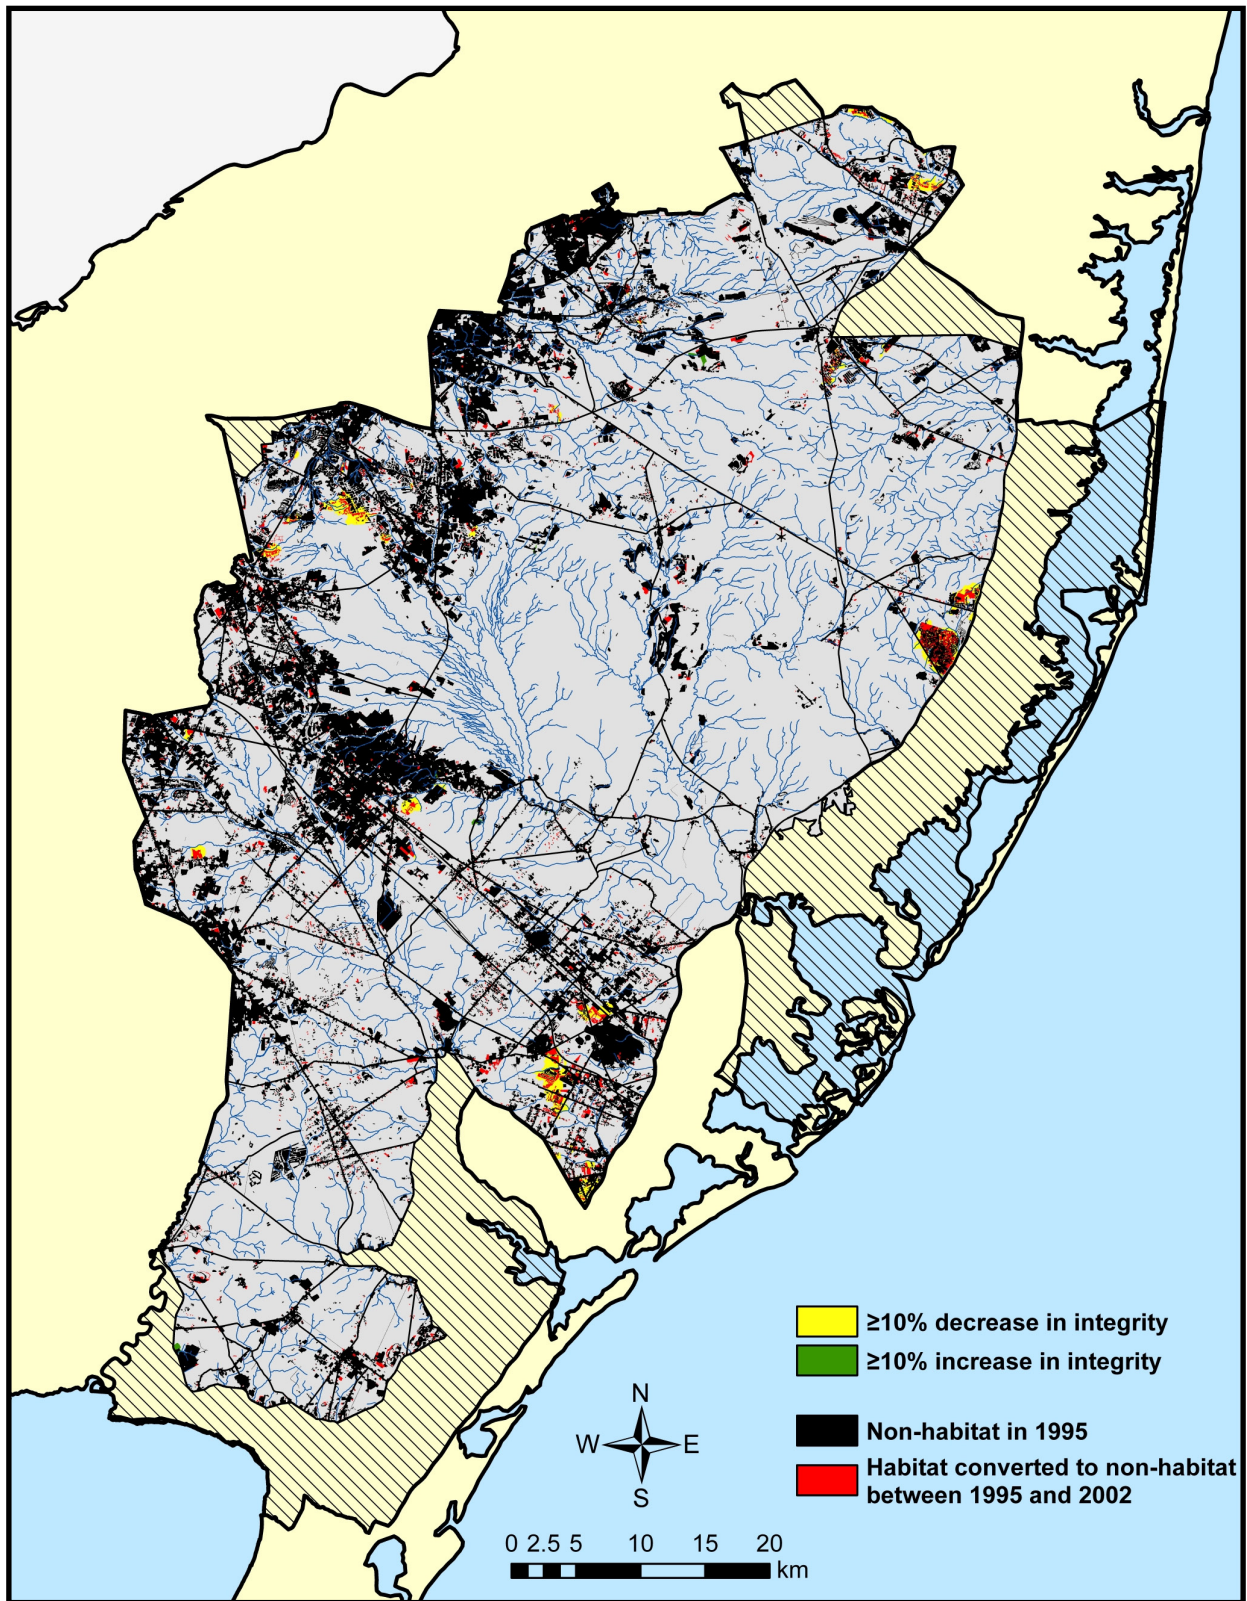 ≥10% decrease in integrity
≥10% increase in integrity
Non-habitat in 1995
Habitat converted to non-habitat
between 1995 and 2002
N
W E
S
0 2.5 5 10 15 20
km